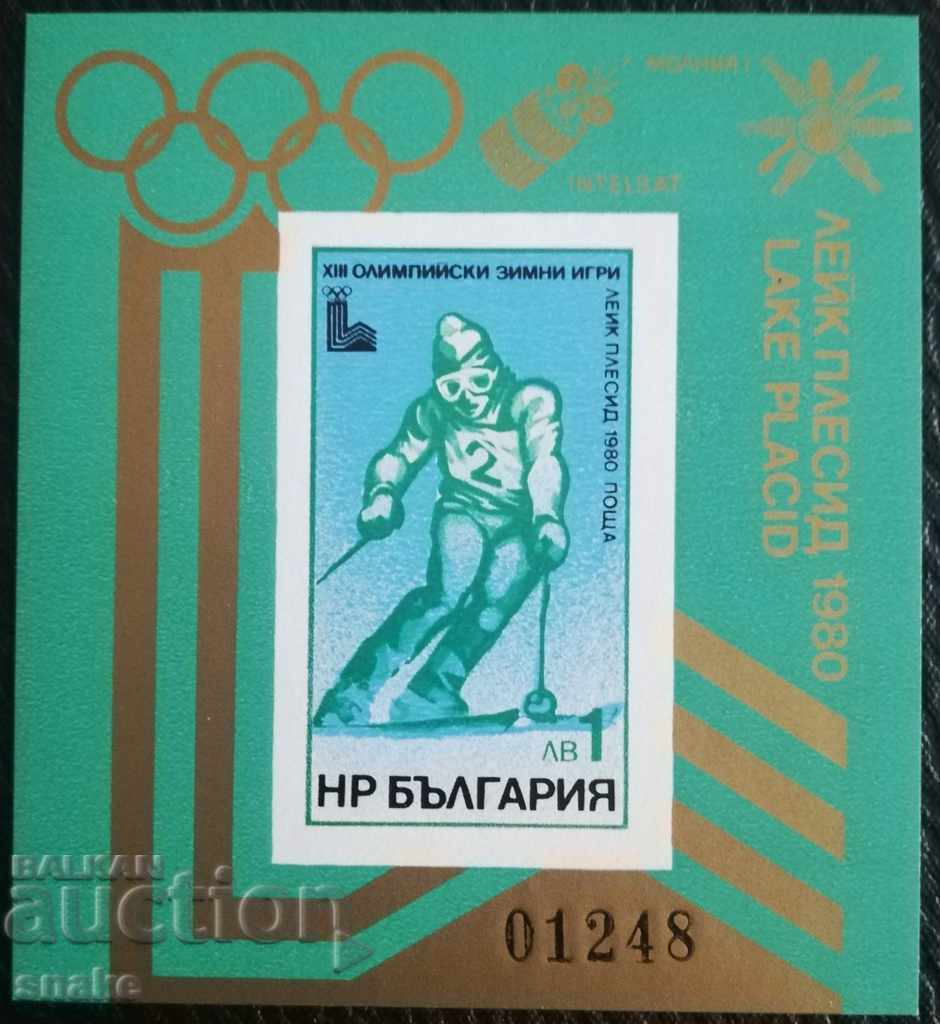 МОЛНИЯ 1
INTELSAT
ЛЕЙК ПЛЕСИД 1980
LAKE PLACID
XIII ОЛИМПИЙСКИ ЗИМНИ ИГРИ
ЛЕЙК ПЛЕСИД 1980 ПОЩА
2
ЛВ 1
НР БЪЛГАРИЯ
01248
BALKAN
auction
snake